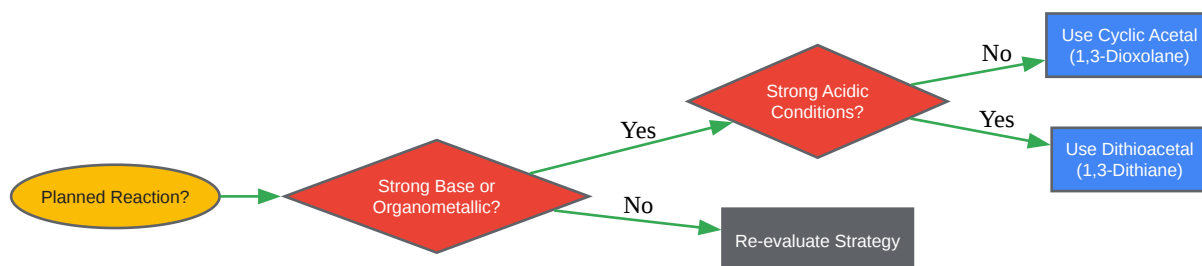 Planned Reaction?
Strong Base or
Organometallic?
Yes
No
Strong Acidic
Conditions?
Re-evaluate Strategy
No
Yes
Use Cyclic Acetal
(1,3-Dioxolane)
Use Dithioacetal
(1,3-Dithiane)